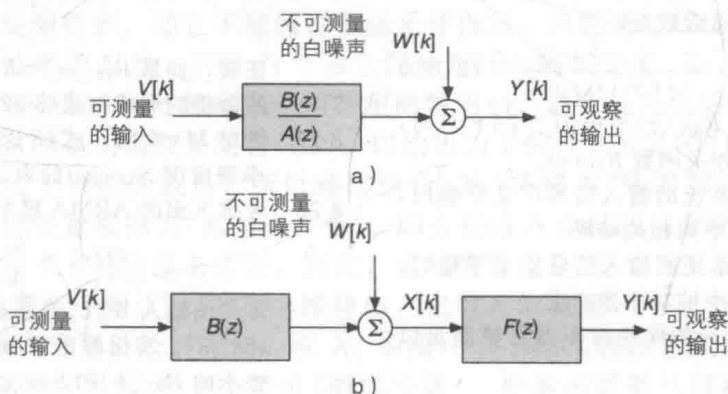 不可测量
的白噪声
W[k]
V[k]
可测量
的输入
B(z)
A(z)
Σ
Y[k]
可观察
的输出
a)
不可测量
的白噪声
W[k]
V[k]
可测量
的输入
B(z)
Σ
X[k]
F(z)
Y[k]
可观察
的输出
b)